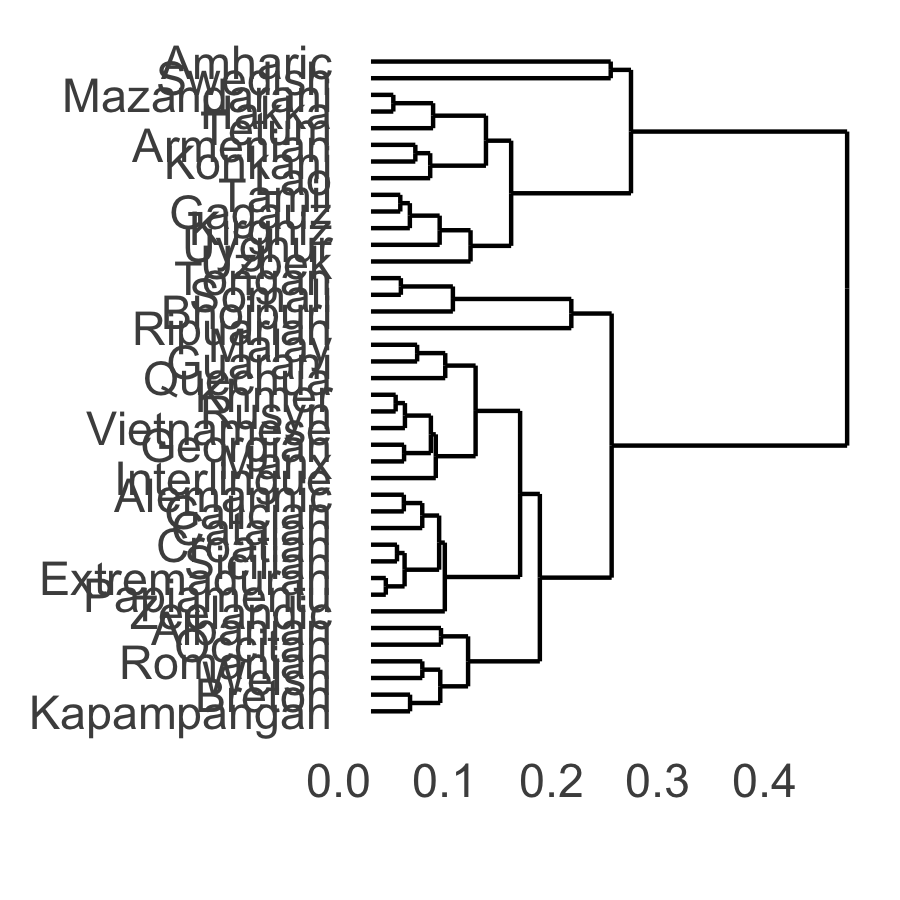 Amharic
Swedish
Mazandarani
Hakka
Tetum
Armenian
Konkani
Lao
Tamil
Gagauz
Kirghiz
Uyghur
Uzbek
Tongan
Somali
Bhojpuri
Ripuarian
Malay
Guarani
Quechua
Khmer
Rusyn
Vietnamese
Georgian
Manx
Interlingue
Alemannic
Galician
Catalan
Croatian
Sicilian
Extremaduran
Papiamentu
Zeelandic
Albanian
Occitan
Romanian
Welsh
Breton
Kapampangan
0.0 0.1 0.2 0.3 0.4